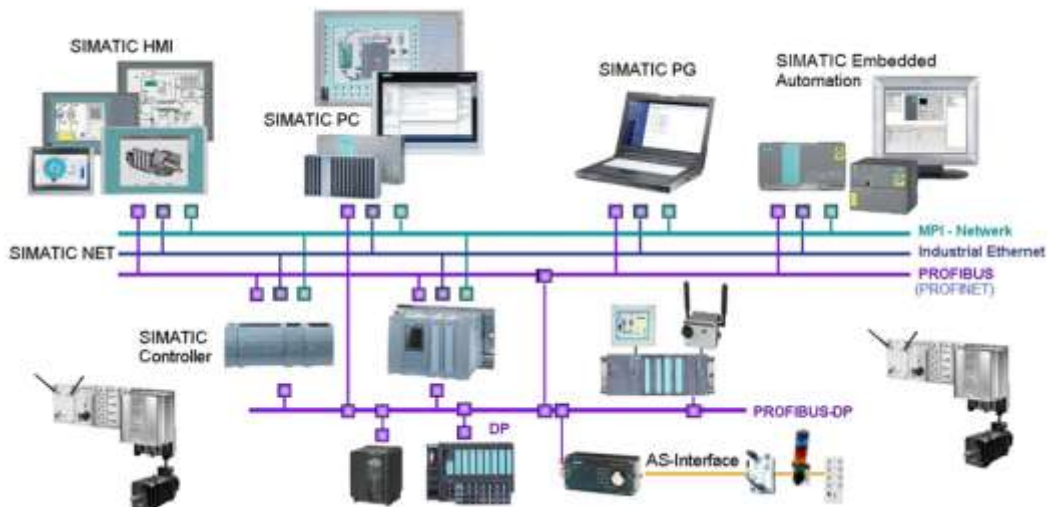 SIMATIC HMI
SIMATIC PC
SIMATIC PG
SIMATIC Embedded
Automation
SIMATIC NET
MPI - Netwerk
Industrial Ethernet
PROFIBUS
(PROFINET)
SIMATIC
Controller
PROFIBUS-DP
DP
AS-Interface